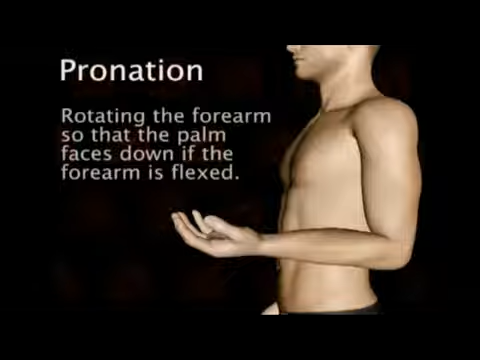 Pronation
Rotating the forearm
so that the palm
faces down if the
forearm is flexed.